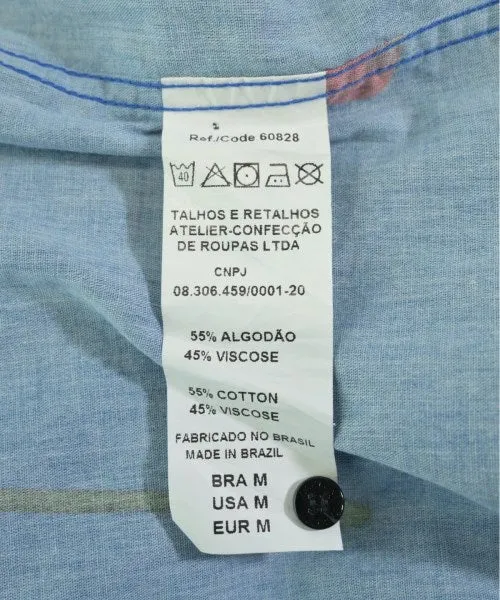 Ref./Code 60828
40
TALHOS E RETALHOS
ATELIER-CONFECÇÃO
DE ROUPAS LTDA
CNPJ
08.306.459/0001-20
55% ALGODÃO
45% VISCOSE
55% COTTON
45% VISCOSE
FABRICADO NO BRASIL
MADE IN BRAZIL
BRA M
USA M
EUR M